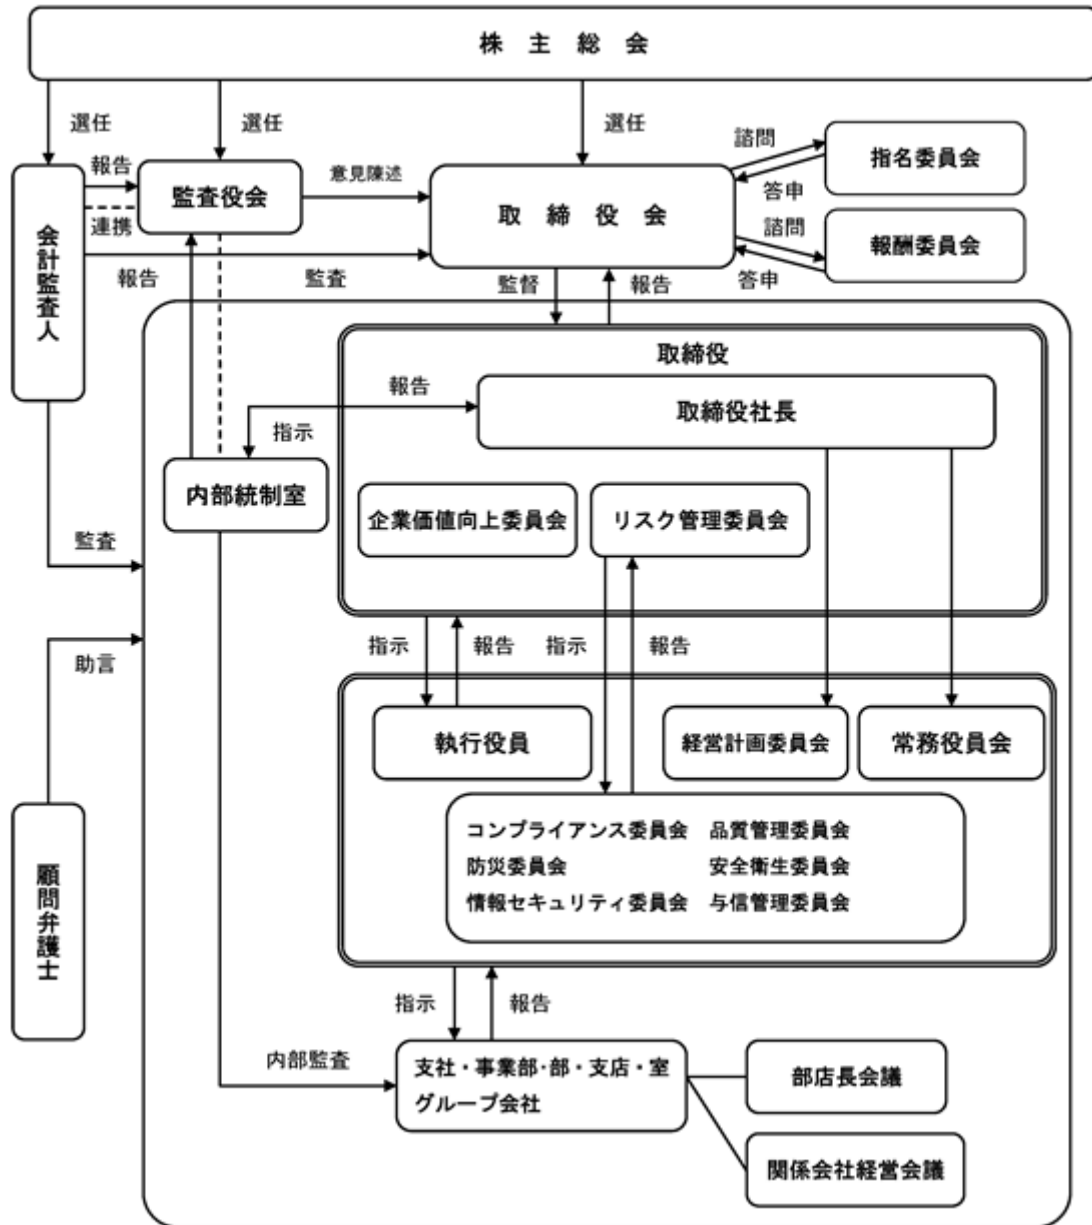 株 主 総 会
選任
選任
選任
報告
監査役会
意見陳述
取 締 役 会
諮問
指名委員会
答申
連携
諮問
報酬委員会
答申
会計監査人
報告
監査
監督
報告
取締役
報告
取締役社長
指示
内部統制室
企業価値向上委員会
リスク管理委員会
監査
指示
報告
指示
報告
助言
執行役員
経営計画委員会
常務役員会
コンプライアンス委員会 品質管理委員会
防災委員会 安全衛生委員会
情報セキュリティ委員会 与信管理委員会
顧問弁護士
指示
報告
内部監査
支社・事業部・部・支店・室
グループ会社
部店長会議
関係会社経営会議